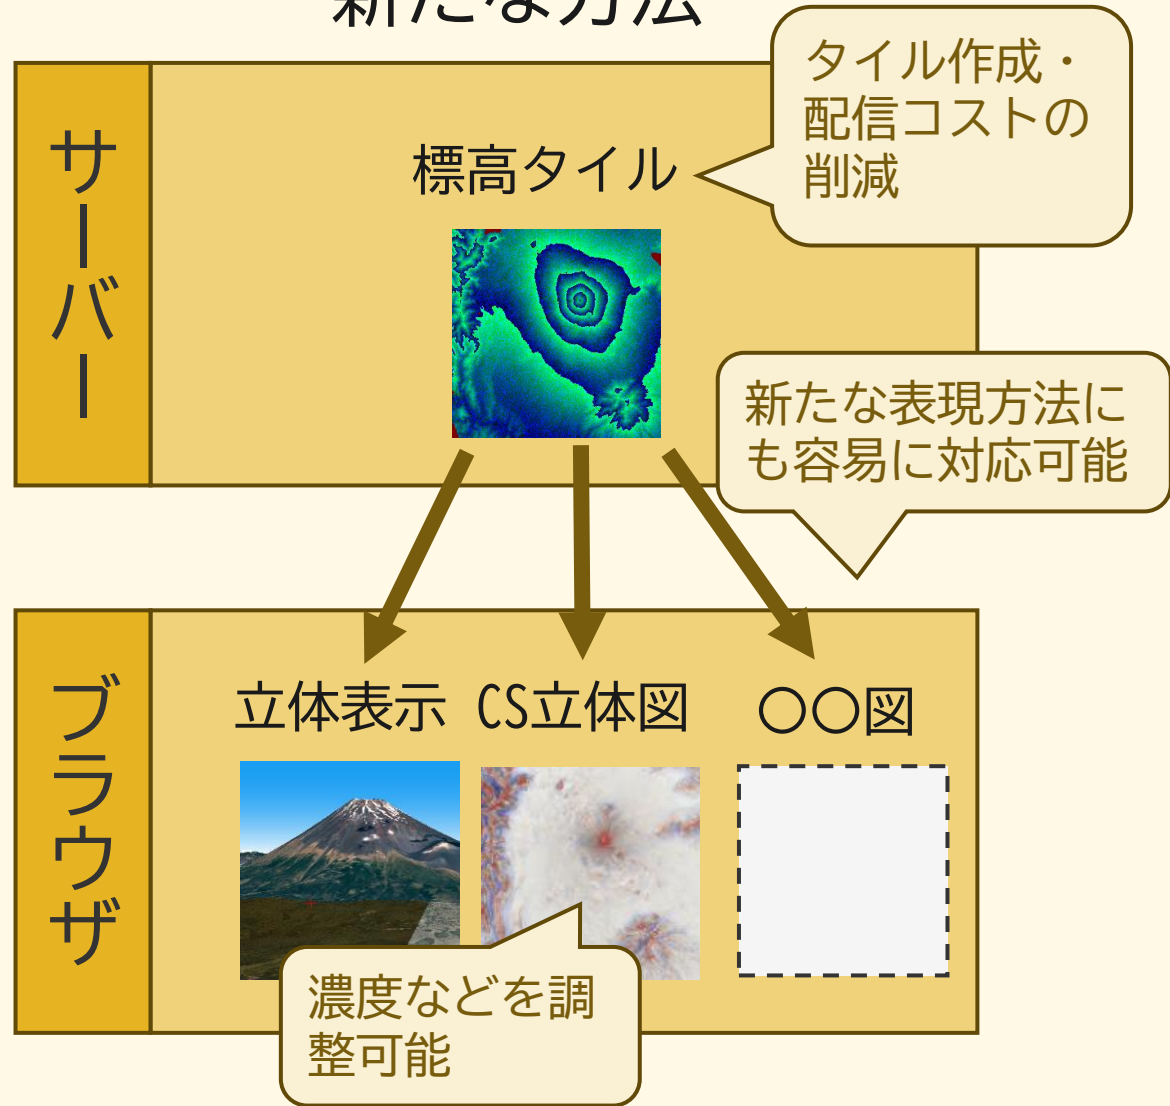 新たな方法
サーバー
タイル作成・
配信コストの
削減
標高タイル
新たな表現方法に
も容易に対応可能
ブラウザ
立体表示
CS立体図
〇〇図
濃度などを調
整可能